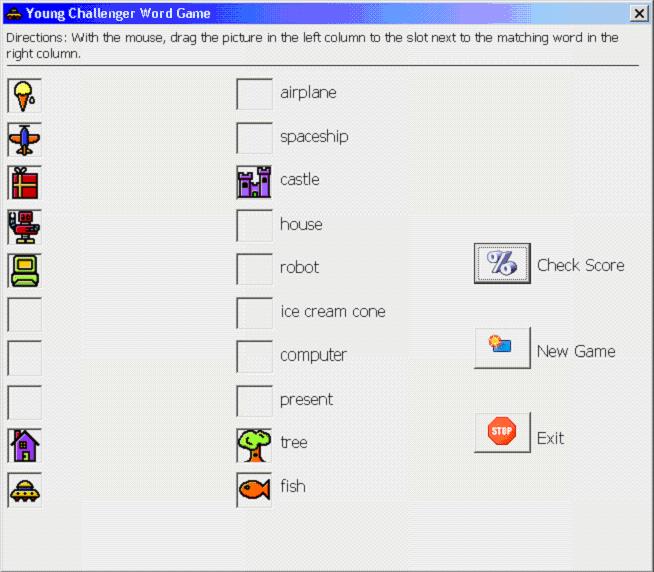 Young Challenger Word Game
Directions: With the mouse, drag the picture in the left column to the slot next to the matching word in the
right column.
airplane
spaceship
castle
house
robot
ice cream cone
computer
present
tree
fish
% Check Score
New Game
STOP Exit